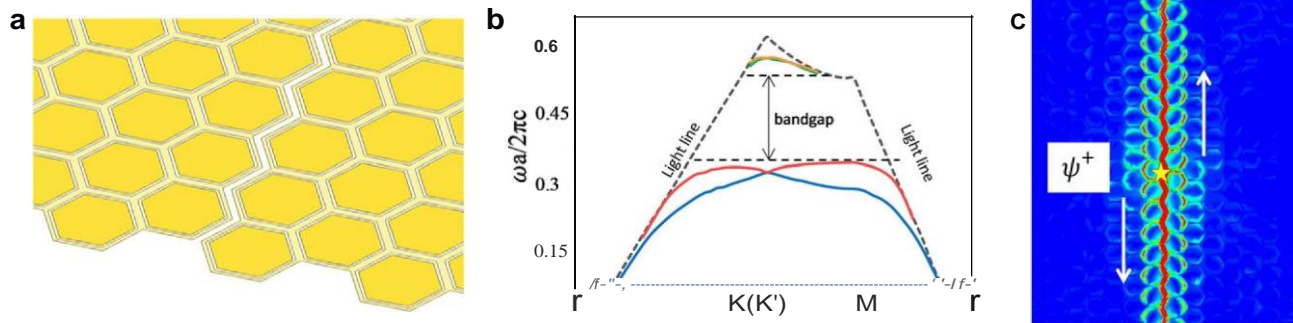 a
b
c
0.6
0.45
0.3
0.15
ωa/2πc
Light line
bandgap
Light line
ψ+
Γ
K(K')
M
Γ